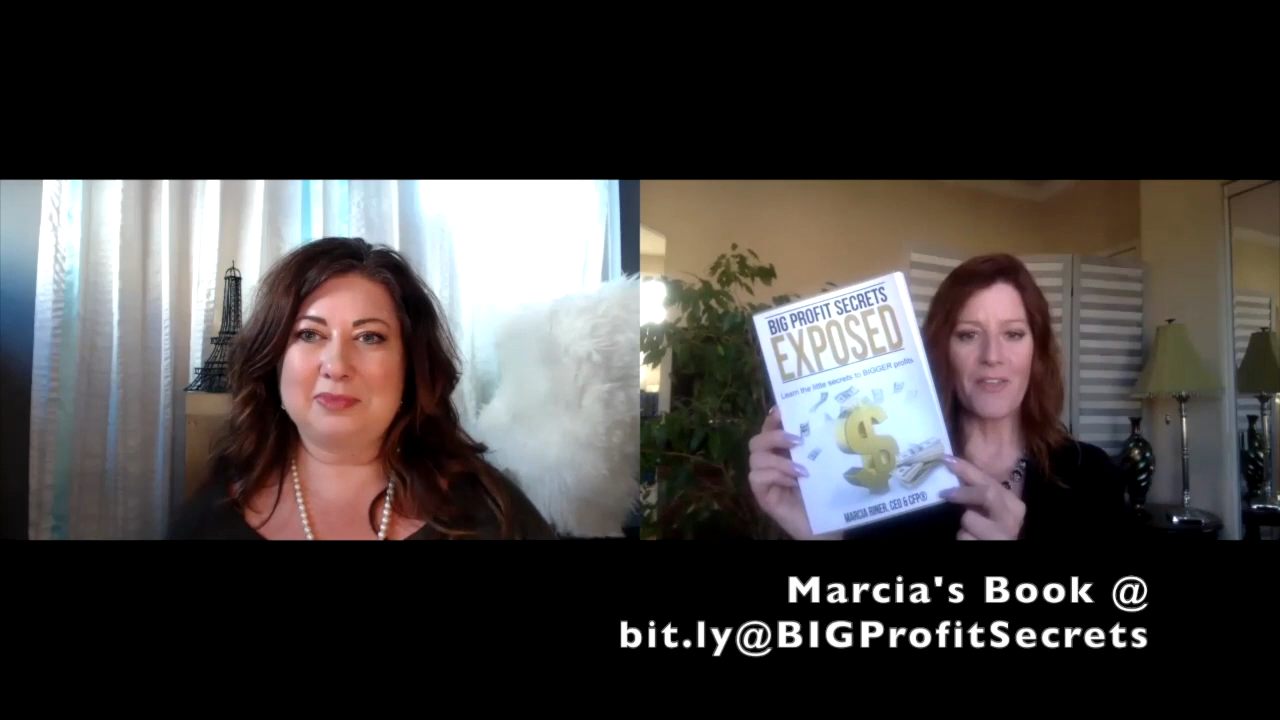 BIG PROFIT SECRETS
EXPOSED
Learn the little secrets to BIGGER profits
MARCIA RINER, CEO & CFP®
Marcia's Book @
bit.ly@BIGProfitSecrets